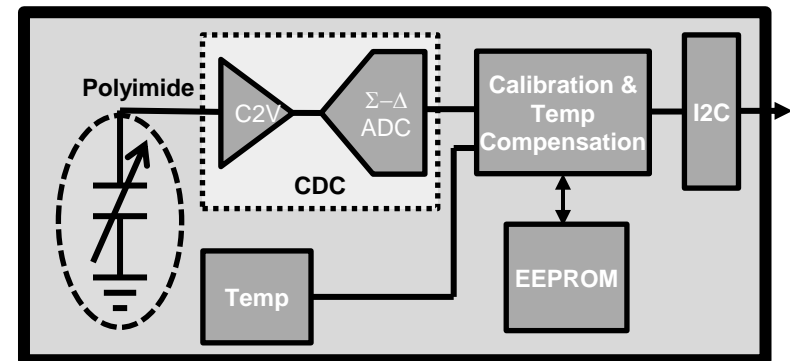 Polyimide
C2V
Σ–Δ
ADC
CDC
Calibration &
Temp
Compensation
I2C
Temp
EEPROM